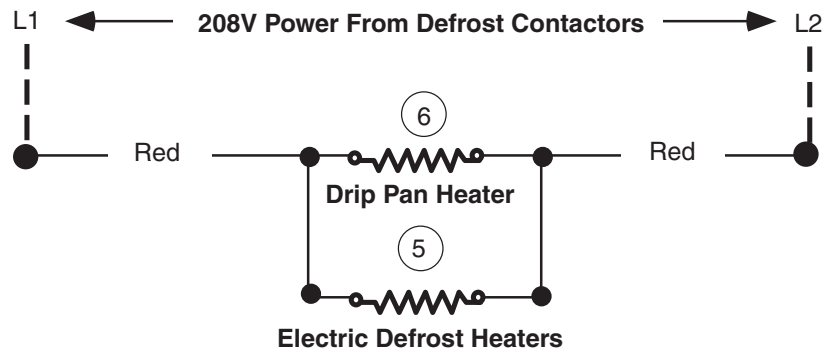 L1 208V Power From Defrost Contactors L2
6
Red Red
Drip Pan Heater
5
Electric Defrost Heaters